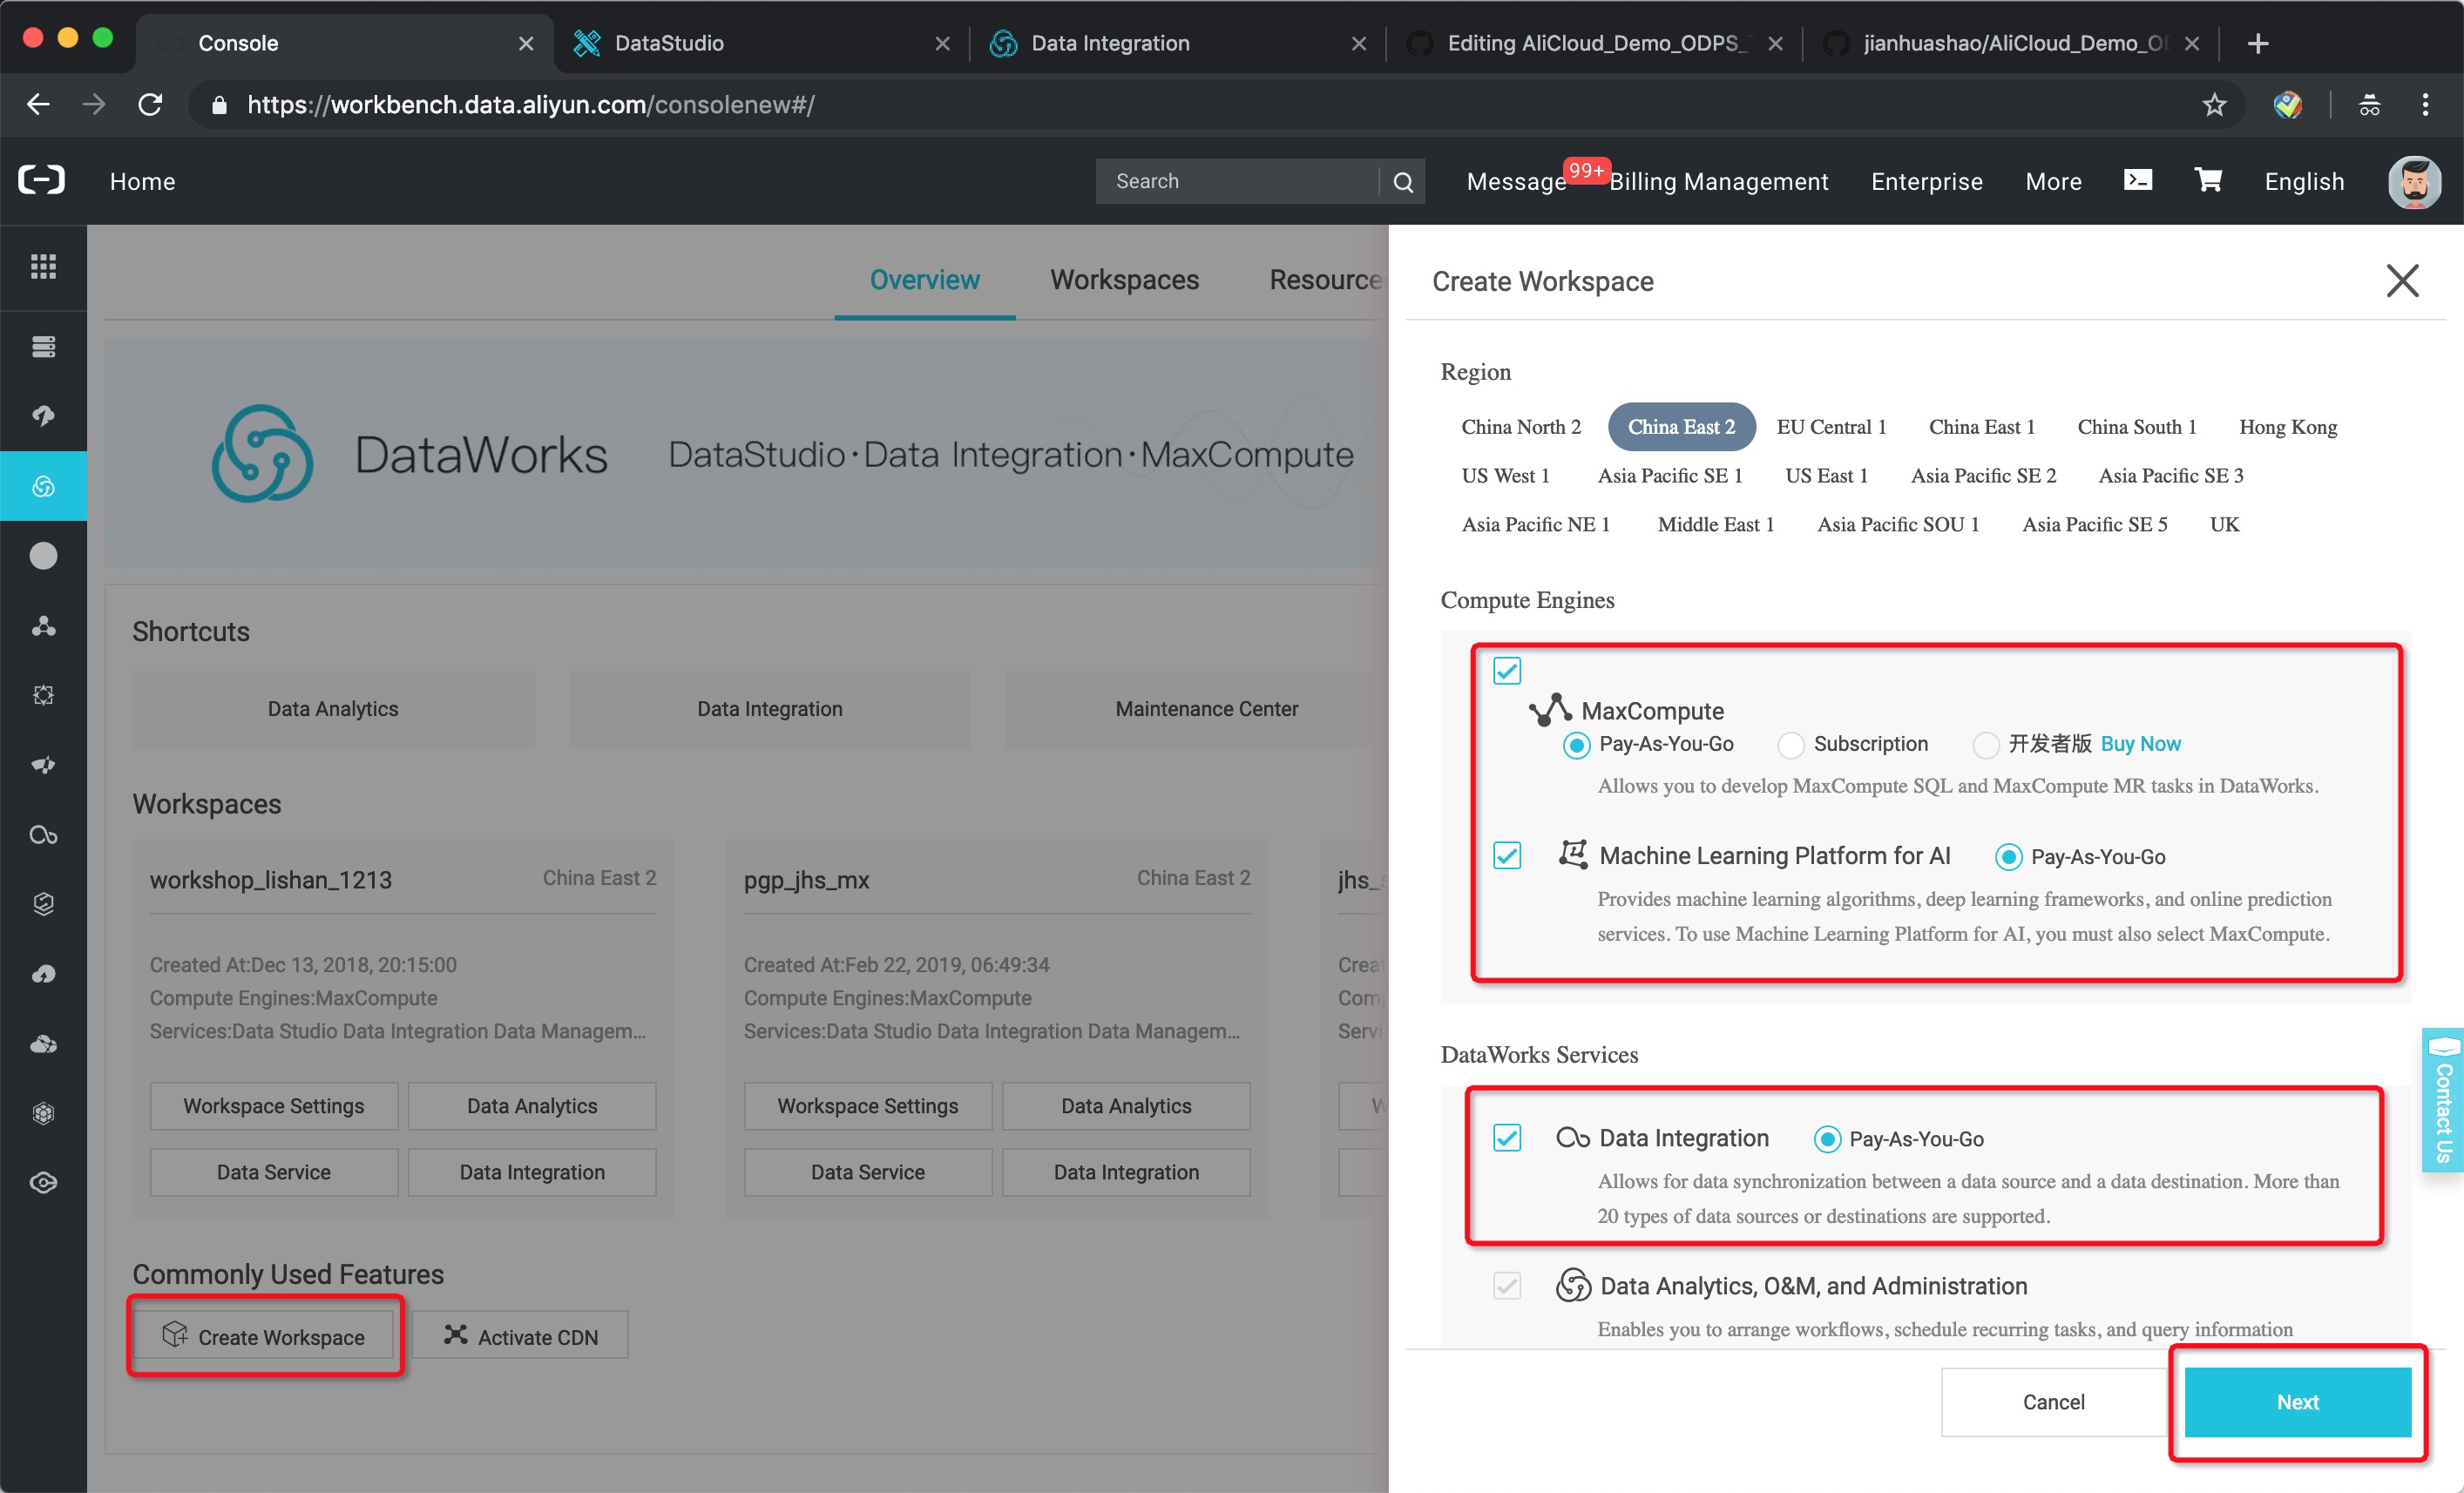 Console
DataStudio
Data Integration
Editing AliCloud_Demo_ODPS_
jianhuashao/AliCloud_Demo_O
https://workbench.data.aliyun.com/consolenew#/
Home
Search
Message
99+
Billing Management
Enterprise
More
English
Overview
Workspaces
Resource
DataWorks
DataStudio·Data Integration·MaxCompute
Shortcuts
Data Analytics
Data Integration
Maintenance Center
Workspaces
workshop_lishan_1213
China East 2
Created At:Dec 13, 2018, 20:15:00
Compute Engines:MaxCompute
Services:Data Studio Data Integration Data Managem...
Workspace Settings
Data Analytics
Data Service
Data Integration
pgp_jhs_mx
China East 2
Created At:Feb 22, 2019, 06:49:34
Compute Engines:MaxCompute
Services:Data Studio Data Integration Data Managem...
Workspace Settings
Data Analytics
Data Service
Data Integration
jhs_
Crea
Com
Servi
W
Commonly Used Features
Create Workspace
Activate CDN
Create Workspace
Region
China North 2 China East 2 EU Central 1 China East 1 China South 1 Hong Kong
US West 1 Asia Pacific SE 1 US East 1 Asia Pacific SE 2 Asia Pacific SE 3
Asia Pacific NE 1 Middle East 1 Asia Pacific SOU 1 Asia Pacific SE 5 UK
Compute Engines
MaxCompute
Pay-As-You-Go Subscription 开发者版 Buy Now
Allows you to develop MaxCompute SQL and MaxCompute MR tasks in DataWorks.
Machine Learning Platform for AI Pay-As-You-Go
Provides machine learning algorithms, deep learning frameworks, and online prediction
services. To use Machine Learning Platform for AI, you must also select MaxCompute.
DataWorks Services
Data Integration Pay-As-You-Go
Allows for data synchronization between a data source and a data destination. More than
20 types of data sources or destinations are supported.
Data Analytics, O&M, and Administration
Enables you to arrange workflows, schedule recurring tasks, and query information
Cancel
Next
Contact Us